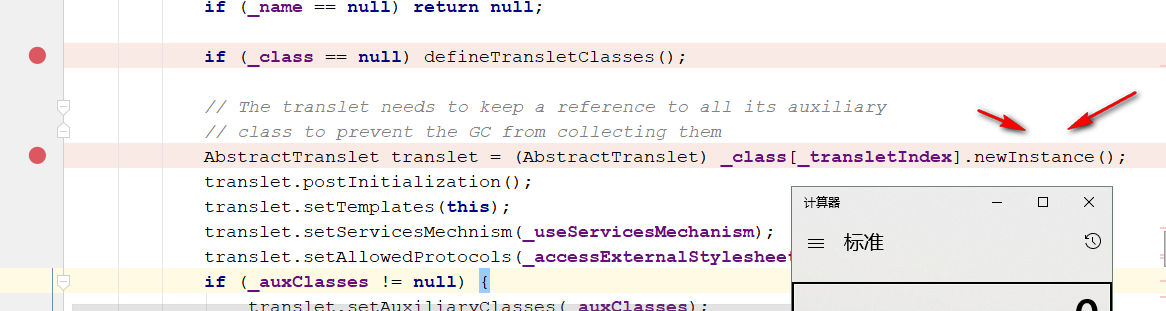 if (_name == null) return null;
if (_class == null) defineTransletClasses();
// The translet needs to keep a reference to all its auxiliary
// class to prevent the GC from collecting them
AbstractTranslet translet = (AbstractTranslet) _class[_transletIndex].newInstance();
translet.postInitialization();
translet.setTemplates(this);
translet.setServicesMechnism(_useServicesMechanism);
translet.setAllowedProtocols(_accessExternalStylesheet
if (_auxClasses != null) {
translet.setAuxiliaryClasses(_auxClasses);
计算器
标准
0